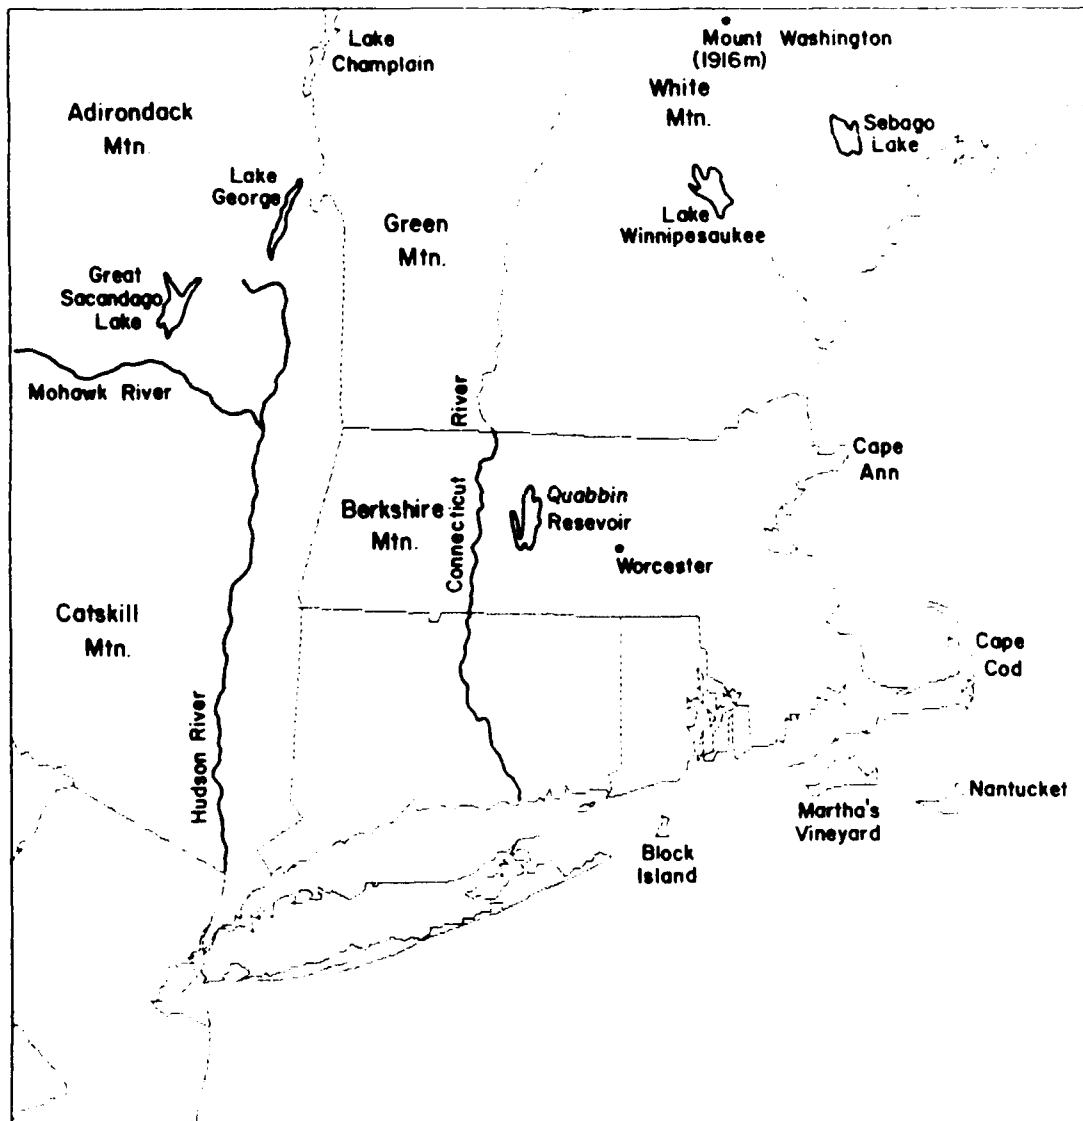 Lake
Champlain
Mount Washington
(1916m)
White
Mtn.
Adirondack
Mtn.
Sebago
Lake
Lake
George
Lake
Winnipesaukee
Green
Mtn.
Great
Sacandago
Lake
Mohawk River
Connecticut River
Cape
Ann
Quabbin
Resevoir
Berkshire
Mtn.
Worcester
Catskill
Mtn.
Cape
Cod
Hudson River
Nantucket
Martha's
Vineyard
Block
Island